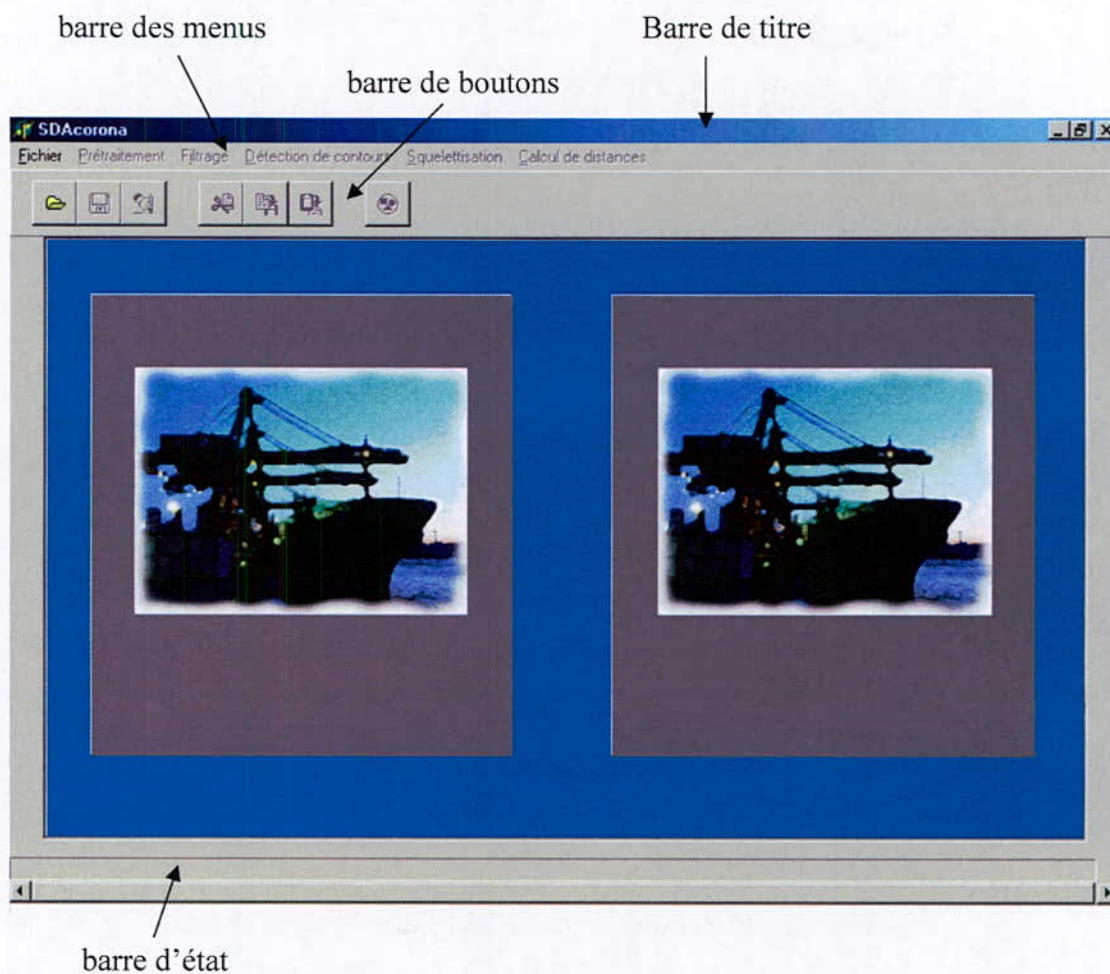 barre des menus
Barre de titre
barre de boutons
SDAcorona
Fichier Prétraitement Filtrage Détection de contours Squelettisation Calcul de distances
barre d'état